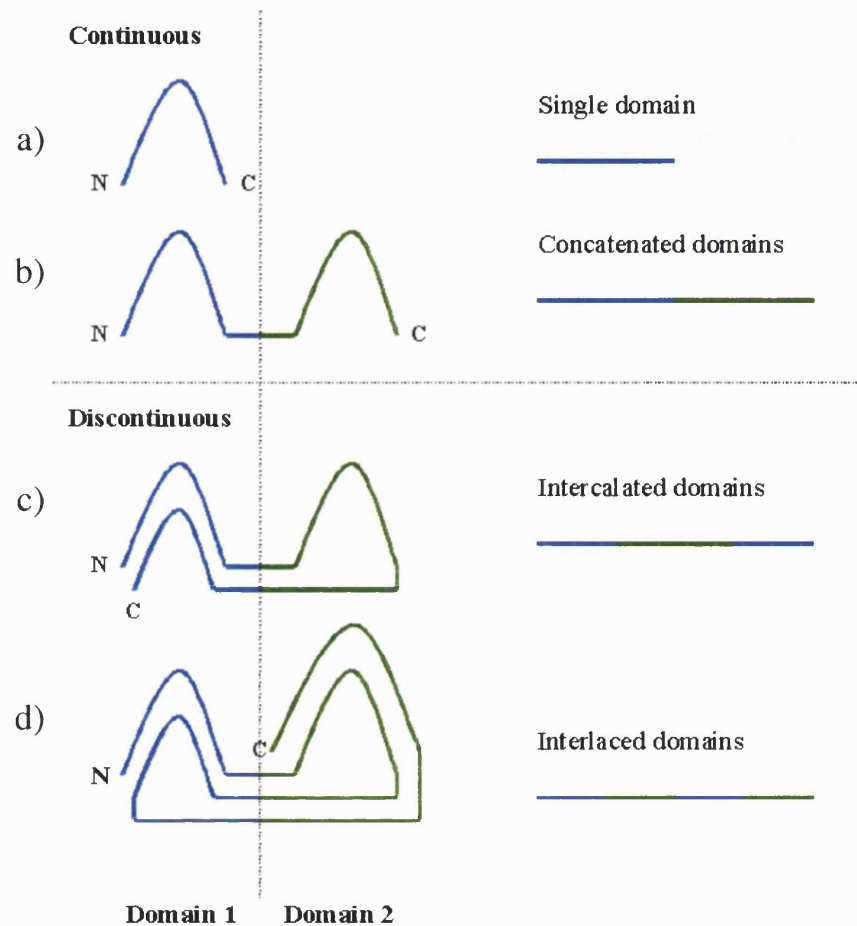 Continuous
Single domain
a)
N C
Concatenated domains
b)
N C
Discontinuous
Intercalated domains
c)
N
C
d)
C
Interlaced domains
N
Domain 1 Domain 2